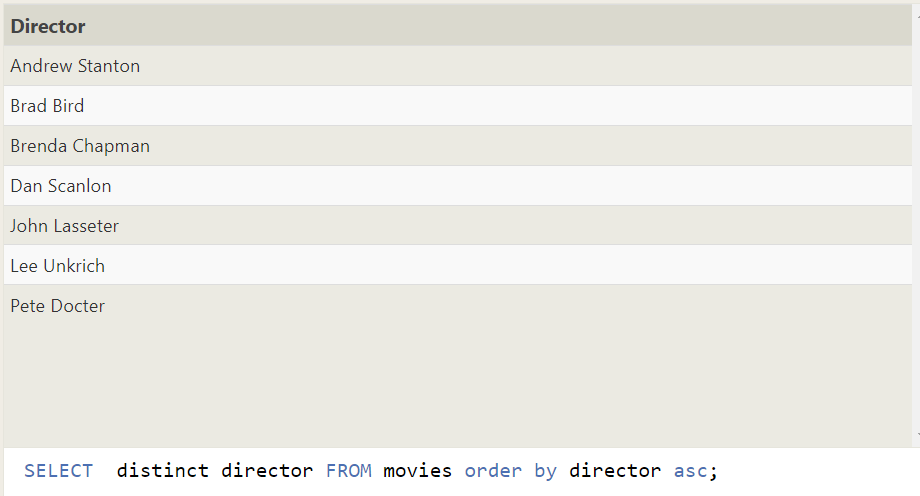 Director
Andrew Stanton
Brad Bird
Brenda Chapman
Dan Scanlon
John Lasseter
Lee Unkrich
Pete Docter
SELECT  distinct director FROM movies order by director asc;